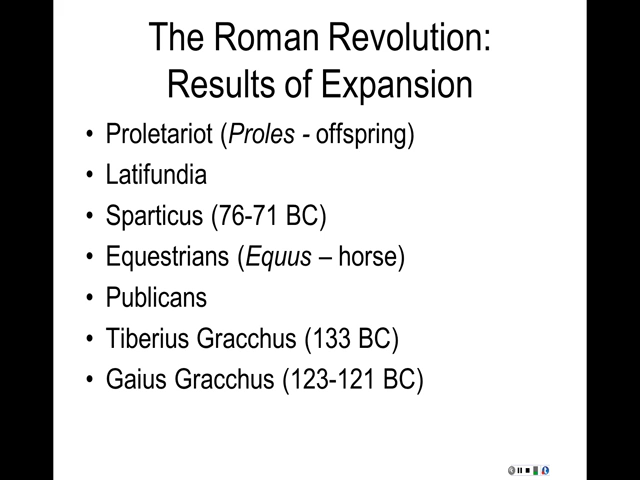 The Roman Revolution:
Results of Expansion
• Proletariot (Proles - offspring)
• Latifundia
• Sparticus (76-71 BC)
• Equestrians (Equus – horse)
• Publicans
• Tiberius Gracchus (133 BC)
• Gaius Gracchus (123-121 BC)